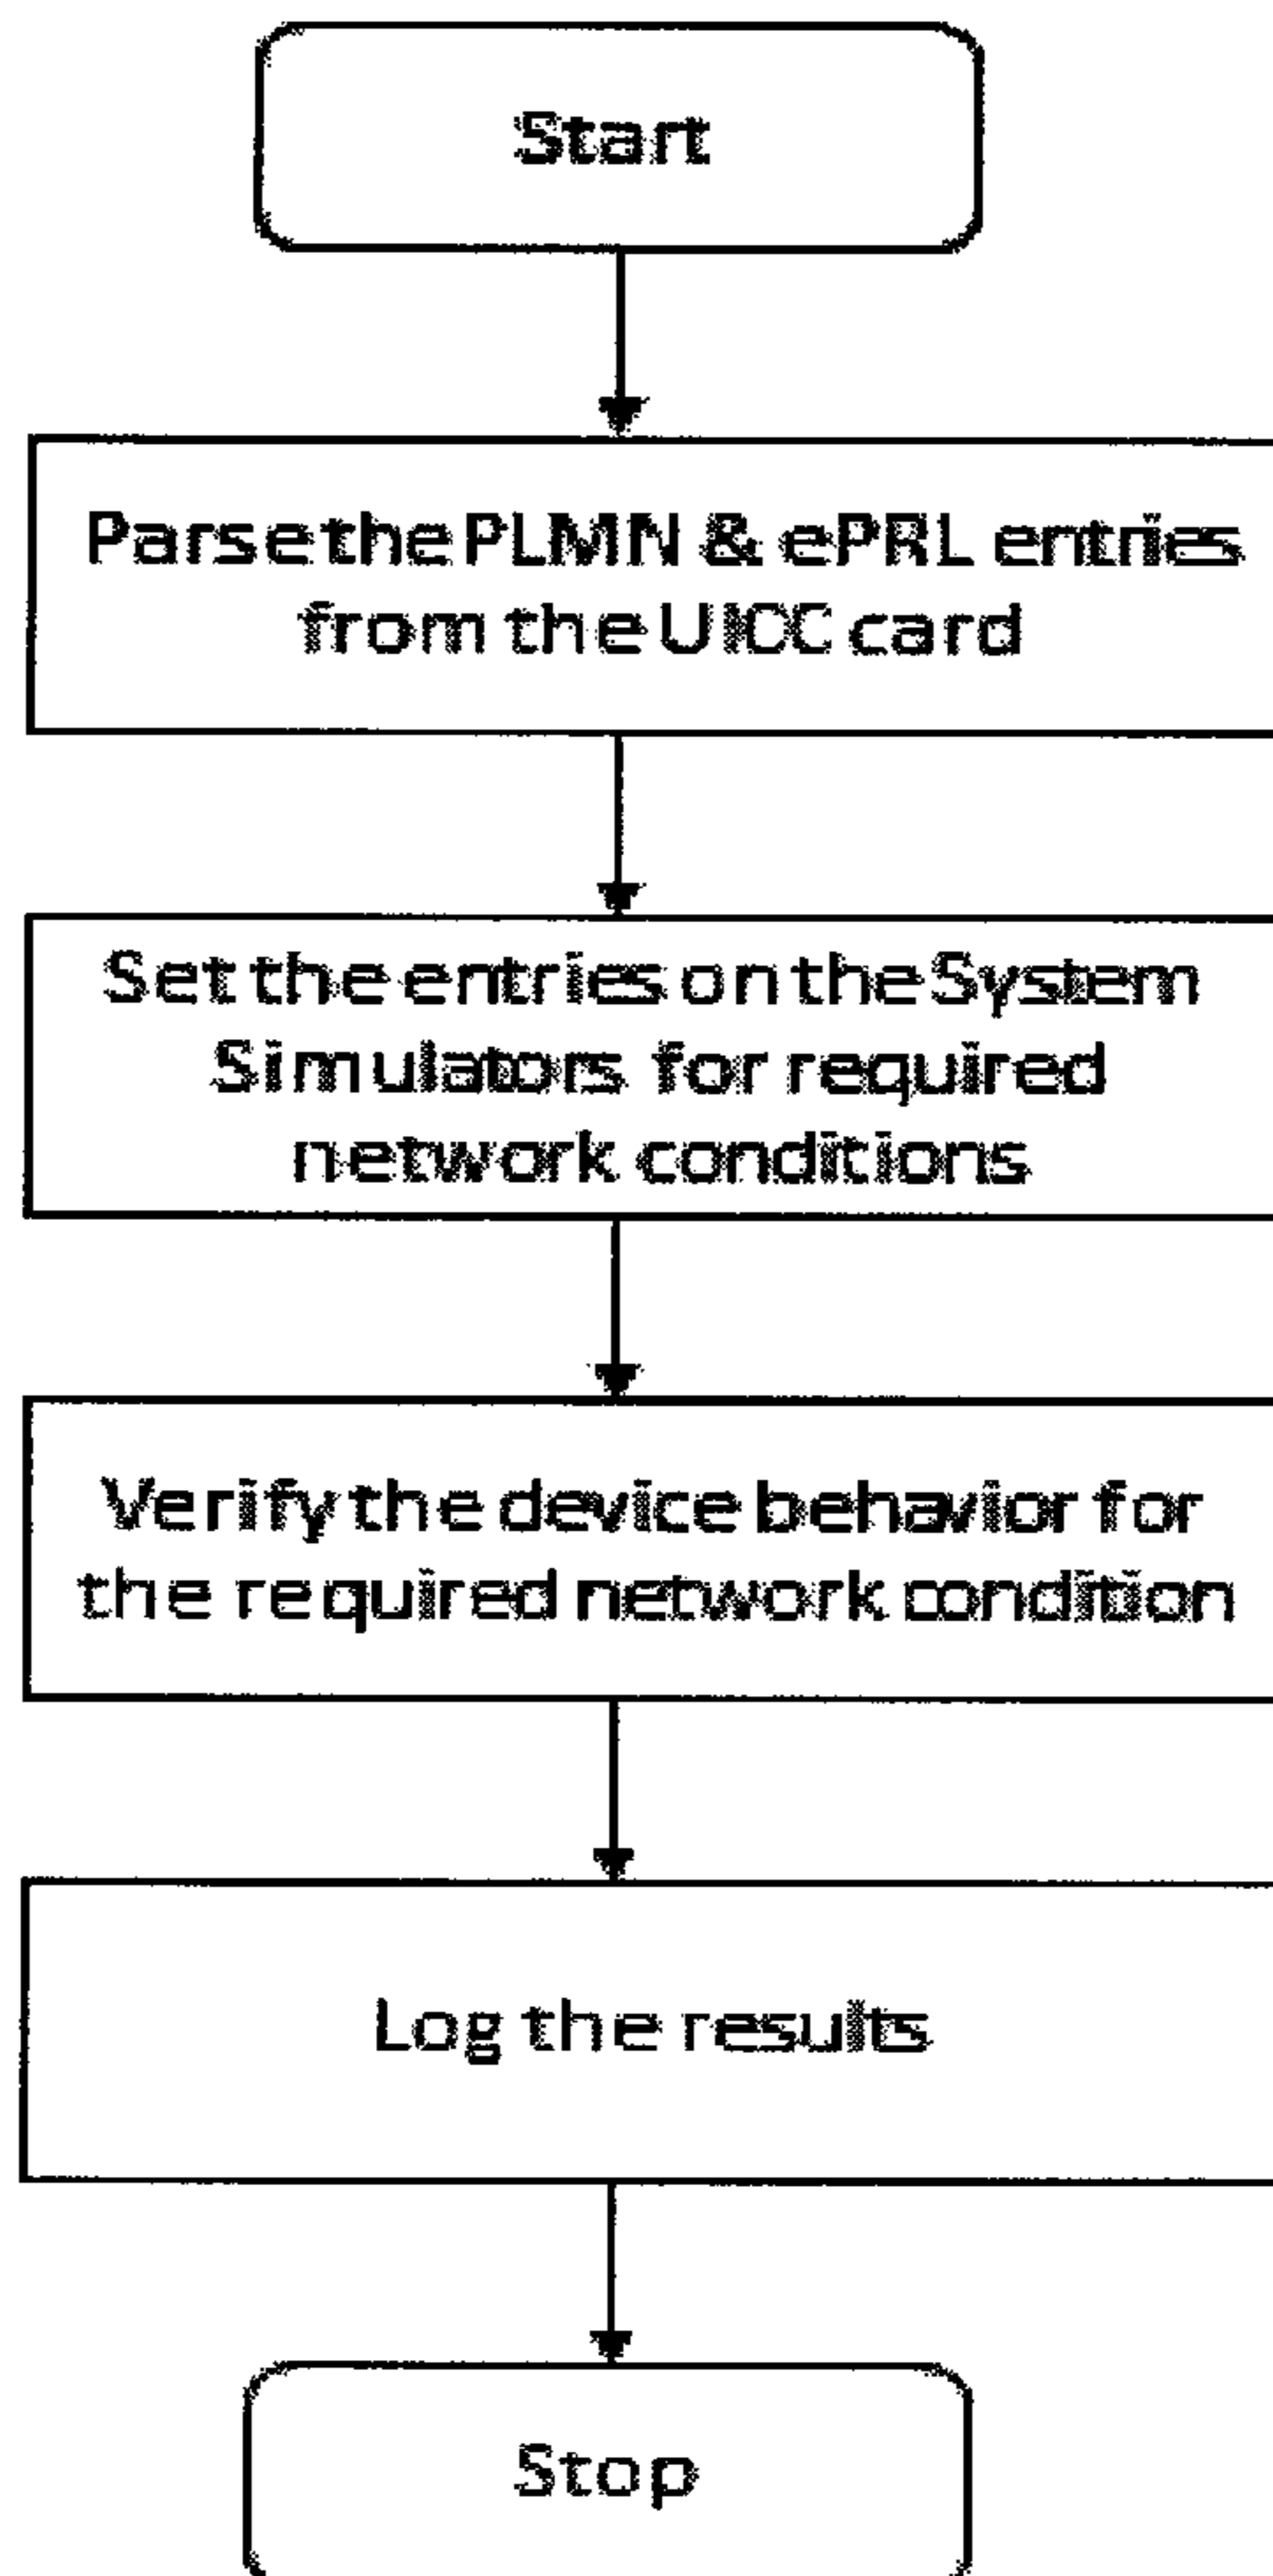 Start
Parse the PLMN & ePRL entries
from the UICC card
Set the entries on the System
Simulators for required
network conditions
Verify the device behavior for
the required network condition
Log the results
Stop